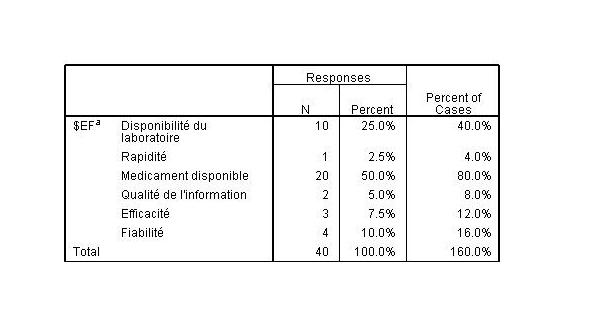 Responses
N Percent Percent of Cases
$EFa Disponibilité du laboratoire 10 25.0% 40.0%
Rapidité 1 2.5% 4.0%
Medicament disponible 20 50.0% 80.0%
Qualité de l'information 2 5.0% 8.0%
Efficacité 3 7.5% 12.0%
Fiabilité 4 10.0% 16.0%
Total 40 100.0% 160.0%